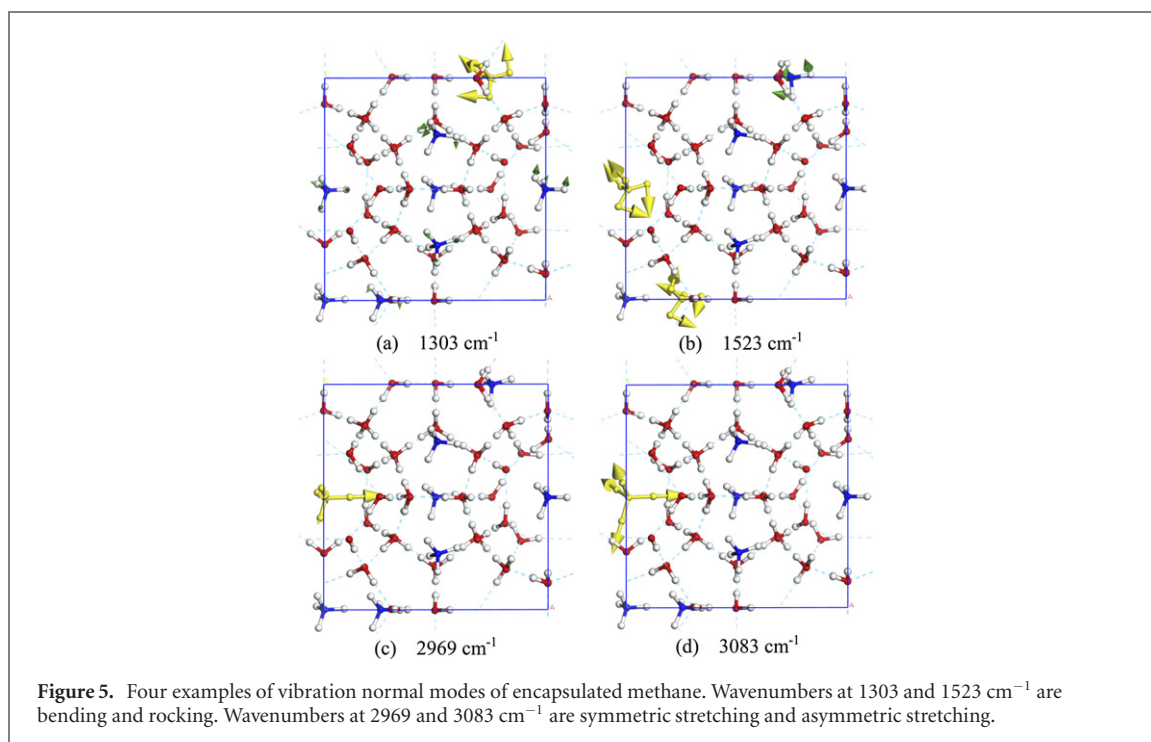 (a) 1303 cm⁻¹
(b) 1523 cm⁻¹
(c) 2969 cm⁻¹
(d) 3083 cm⁻¹
Figure 5. Four examples of vibration normal modes of encapsulated methane. Wavenumbers at 1303 and 1523 cm⁻¹ are
bending and rocking. Wavenumbers at 2969 and 3083 cm⁻¹ are symmetric stretching and asymmetric stretching.